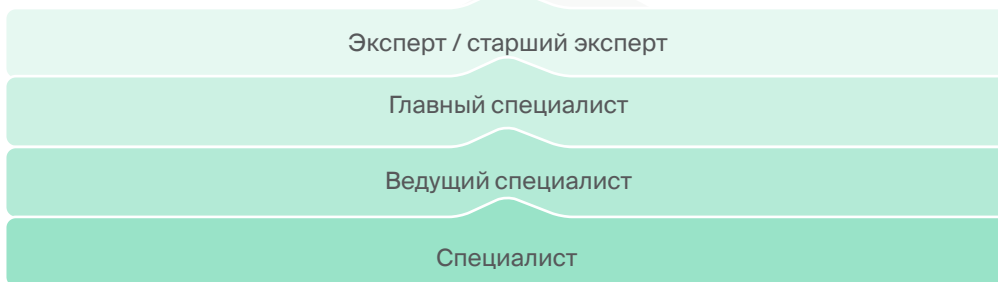 Эксперт / старший эксперт
Главный специалист
Ведущий специалист
Специалист